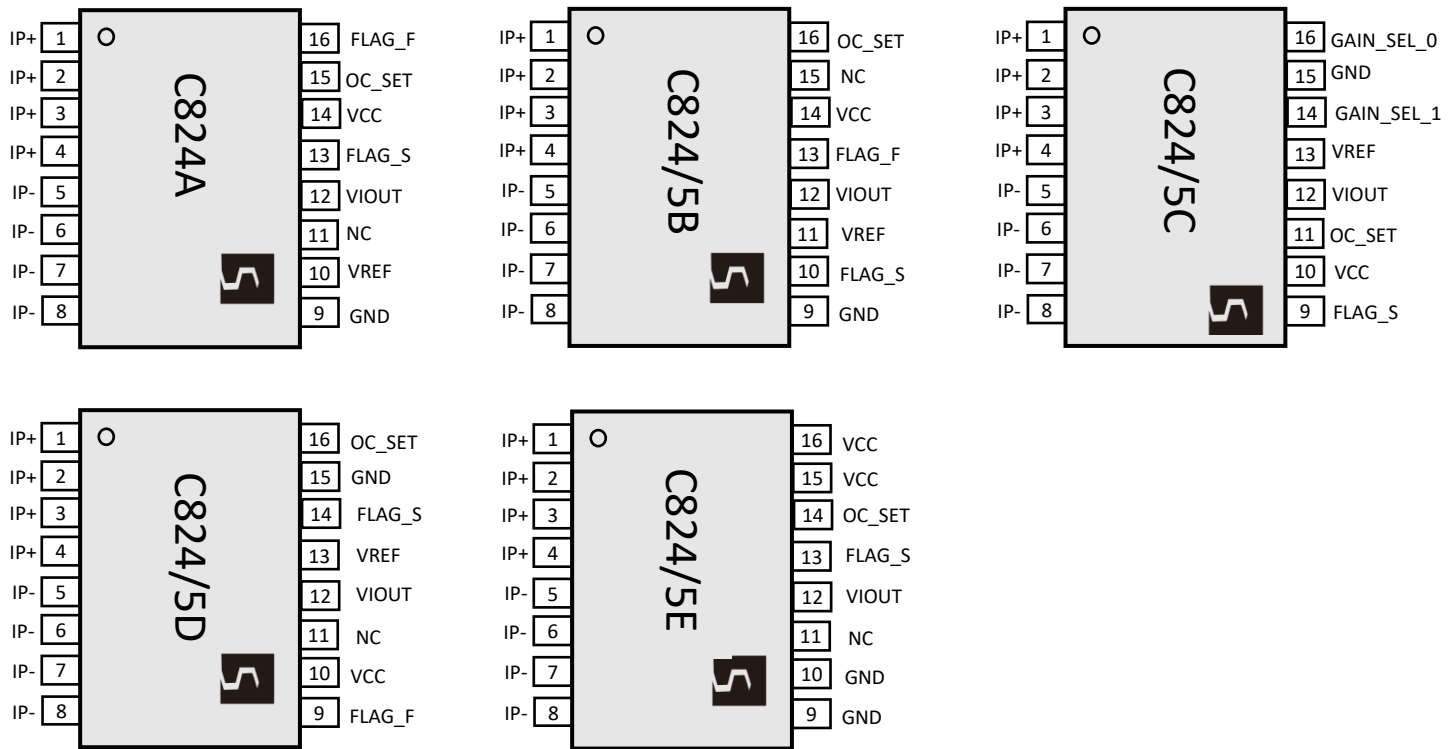 IP+ 1 16 FLAG_F
IP+ 2 15 OC_SET
IP+ 3 14 VCC
IP+ 4 13 FLAG_S
IP- 5 12 VIOUT
IP- 6 11 NC
IP- 7 10 VREF
IP- 8 9 GND
C824A
IP+ 1 16 OC_SET
IP+ 2 15 NC
IP+ 3 14 VCC
IP+ 4 13 FLAG_F
IP- 5 12 VIOUT
IP- 6 11 VREF
IP- 7 10 FLAG_S
IP- 8 9 GND
C824/5B
IP+ 1 16 GAIN_SEL_0
IP+ 2 15 GND
IP+ 3 14 GAIN_SEL_1
IP+ 4 13 VREF
IP- 5 12 VIOUT
IP- 6 11 OC_SET
IP- 7 10 VCC
IP- 8 9 FLAG_S
C824/5C
IP+ 1 16 OC_SET
IP+ 2 15 GND
IP+ 3 14 FLAG_S
IP+ 4 13 VREF
IP- 5 12 VIOUT
IP- 6 11 NC
IP- 7 10 VCC
IP- 8 9 FLAG_F
C824/5D
IP+ 1 16 VCC
IP+ 2 15 VCC
IP+ 3 14 OC_SET
IP+ 4 13 FLAG_S
IP- 5 12 VIOUT
IP- 6 11 NC
IP- 7 10 GND
IP- 8 9 GND
C824/5E